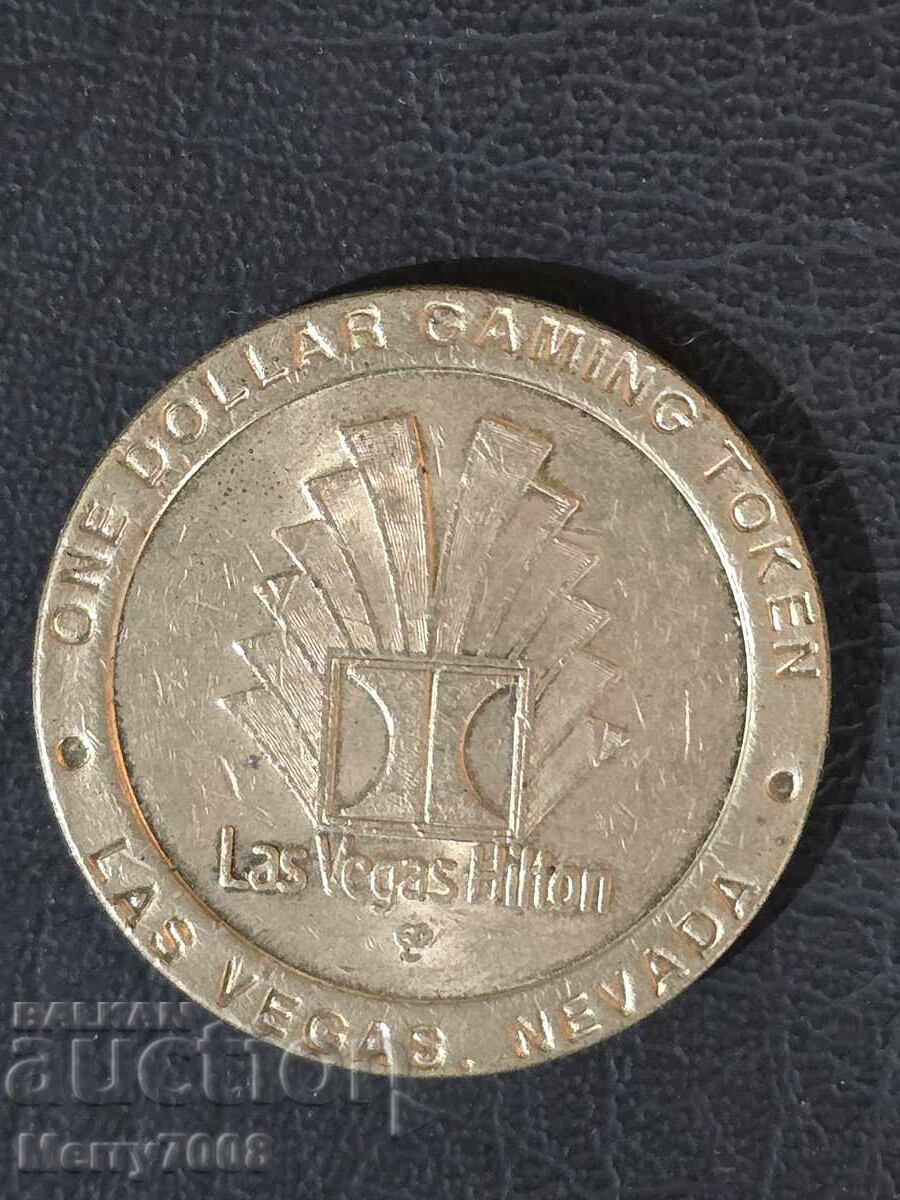 ONE DOLLAR GAMING TOKEN
Las Vegas Hilton
LAS VEGAS, NEVADA
BALKAN
auction
Merry7008